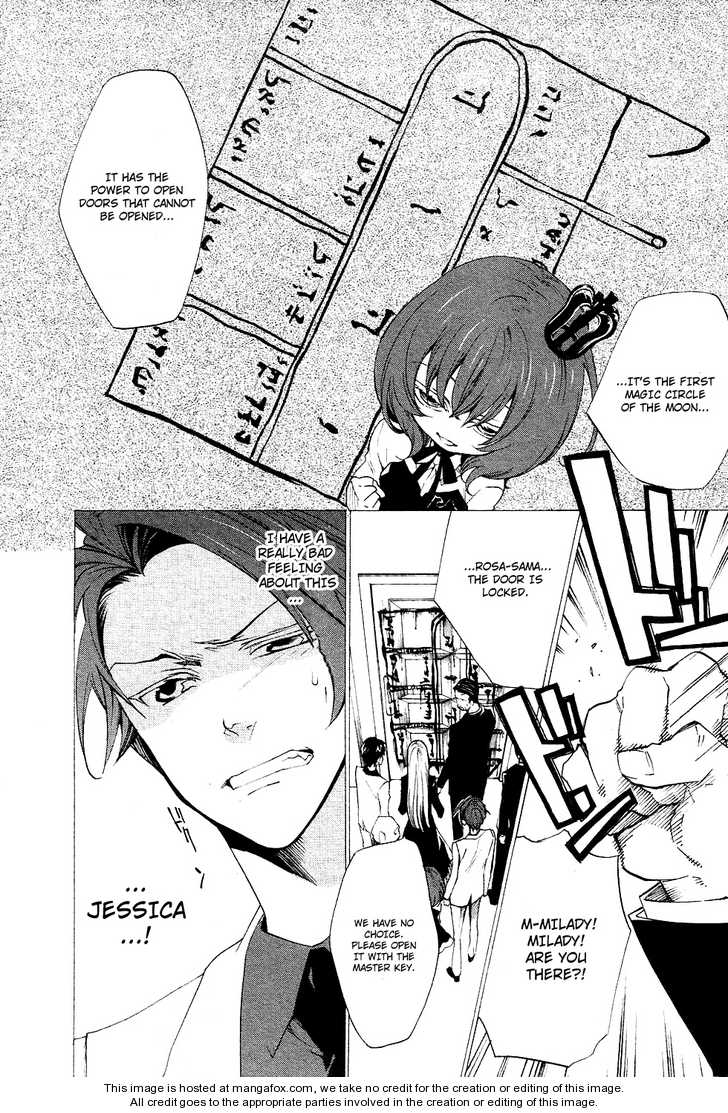 ...IT'S THE FIRST
MAGIC CIRCLE
OF THE MOON...
IT HAS THE
POWER TO OPEN
DOORS THAT CANNOT
BE OPENED...
ドン
ドン
M-MILADY!
MILADY!
ARE YOU
THERE?!
...ROSA-SAMA...
THE DOOR IS
LOCKED.
WE HAVE NO
CHOICE.
PLEASE OPEN
IT WITH THE
MASTER KEY.
I HAVE A
REALLY BAD
FEELING
ABOUT THIS
...
...
JESSICA
...!
This image is hosted at mangafox.com, we take no credit for the creation or editing of this image.
All credit goes to the appropriate parties involved in the creation or editing of this image.